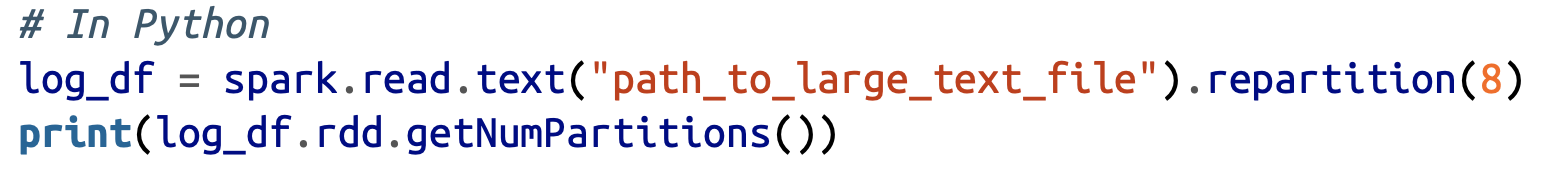 # In Python
log_df = spark.read.text("path_to_large_text_file").repartition(8)
print(log_df.rdd.getNumPartitions())